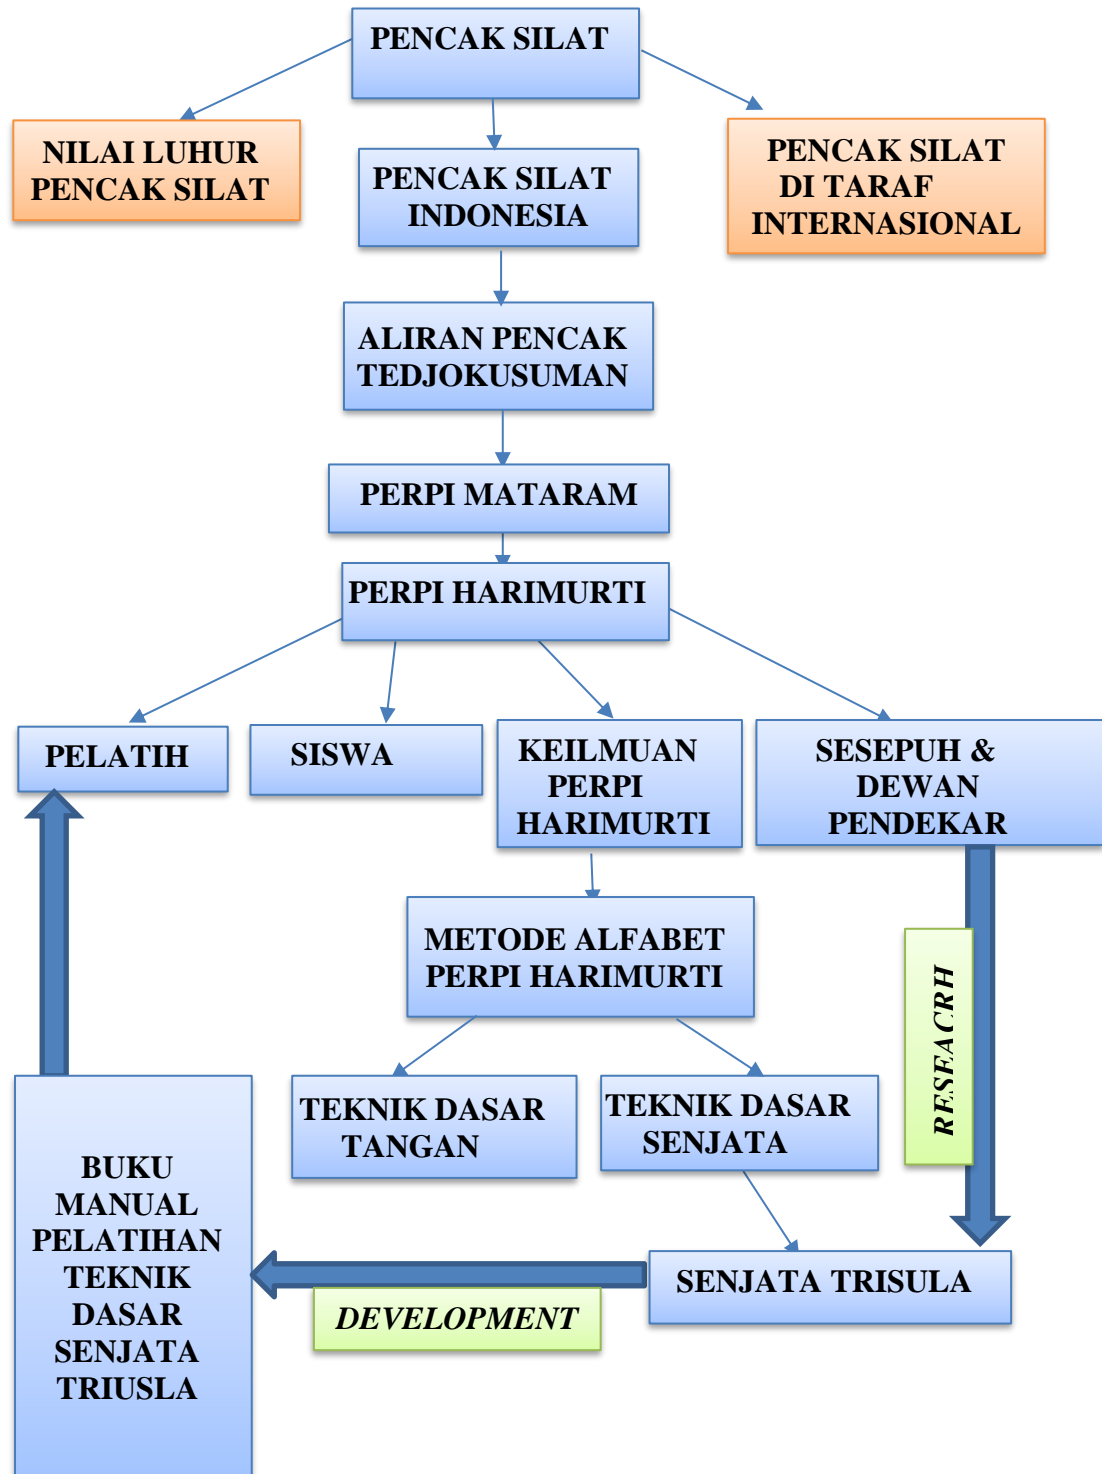 PENCAK SILAT
NILAI LUHUR
PENCAK SILAT
PENCAK SILAT
INDONESIA
PENCAK SILAT
DI TARAF
INTERNASIONAL
ALIRAN PENCAK
TEDJOKUSUMAN
PERPI MATARAM
PERPI HARIMURTI
PELATIH
SISWA
KEILMUAN
PERPI
HARIMURTI
SESEPUH &
DEWAN
PENDEKAR
METODE ALFABET
PERPI HARIMURTI
RESEACRH
TEKNIK DASAR
TANGAN
TEKNIK DASAR
SENJATA
BUKU
MANUAL
PELATIHAN
TEKNIK
DASAR
SENJATA
TRIUSLA
SENJATA TRISULA
DEVELOPMENT